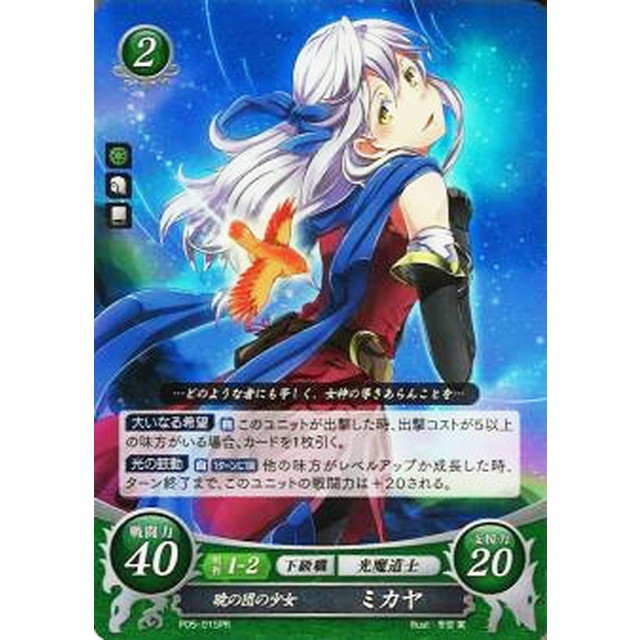 2
…どのような者にも等しく、女神の導きあらんことを…
大いなる希望 自 このユニットが出撃した時、出撃コストが5以上
の味方がいる場合、カードを1枚引く。
光の鼓動 自 1ターンに1回 他の味方がレベルアップか成長した時、
ターン終了まで、このユニットの戦闘力は+20される。
戦闘力 40
射程 1-2 下級職 光魔道士
支援力 20
暁の団の少女 ミカヤ
P05-015PR
Illust: